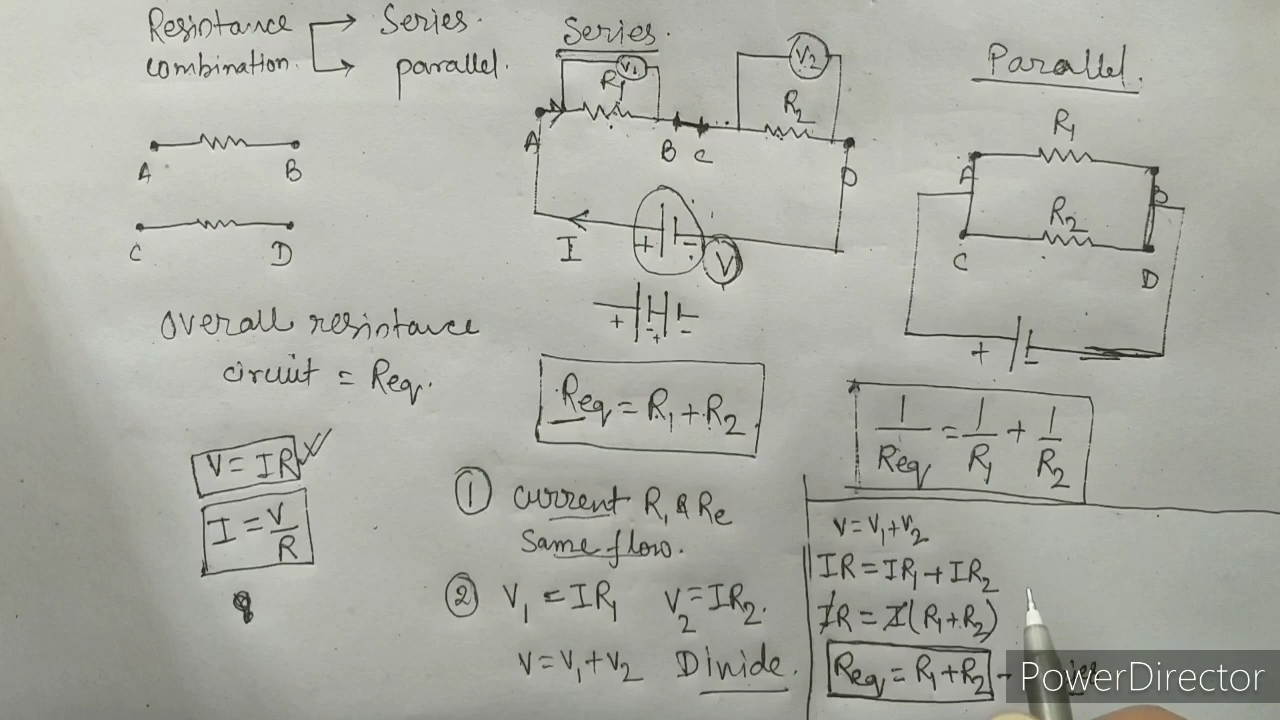 Resistance combination. → Series.
→ parallel.
A B
C D
Overall resistance
circuit = Req.
V = IR ✓
I = V/R
Series.
V1 R1 V2 R2
A B C D
I + - V
+ - + -
Req = R1 + R2
① current R1 & Re
Same flow.
② V1 = IR1 V2 = IR2.
V = V1 + V2 Divide.
Parallel.
R1
A B
R2
C D
+ -
1/Req = 1/R1 + 1/R2
V = V1 + V2
IR = IR1 + IR2
IR = I(R1 + R2)
Req = R1 + R2
PowerDirector